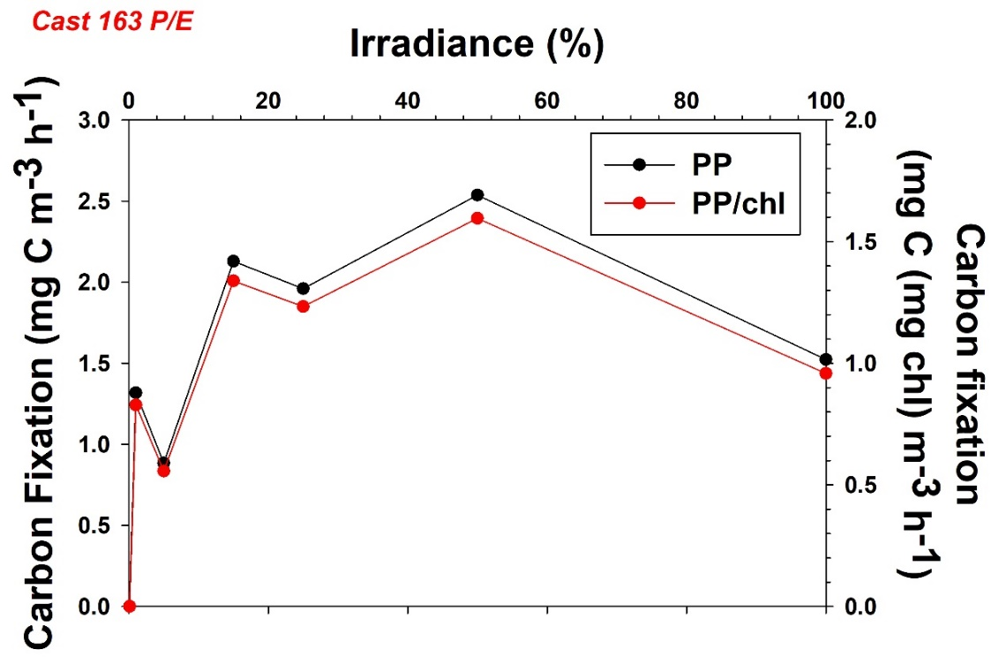 Cast 163 P/E
Irradiance (%)
0 20 40 60 80 100
3.0
2.5
2.0
1.5
1.0
0.5
0.0
Carbon Fixation (mg C m-3 h-1)
PP
PP/chl
2.0
1.5
1.0
0.5
0.0
Carbon fixation
(mg C (mg chl) m-3 h-1)